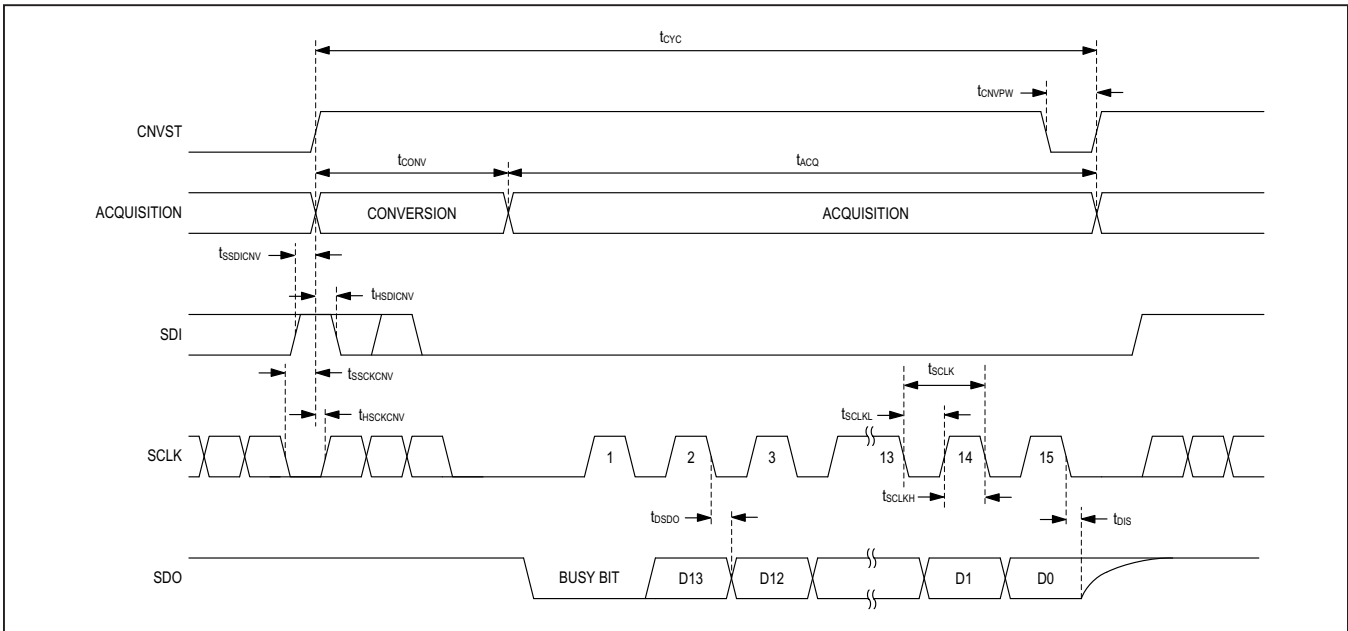 tCYC
tCNVPW
CNVST
tCONV
tACQ
ACQUISITION
CONVERSION
ACQUISITION
tSSDICNV
tHSDICNV
SDI
tSSCKCNV
tSCLK
tHSCKCNV
tSCLKL
SCLK
1
2
3
13
14
15
tSCLKH
tDSDO
tDIS
SDO
BUSY BIT
D13
D12
D1
D0